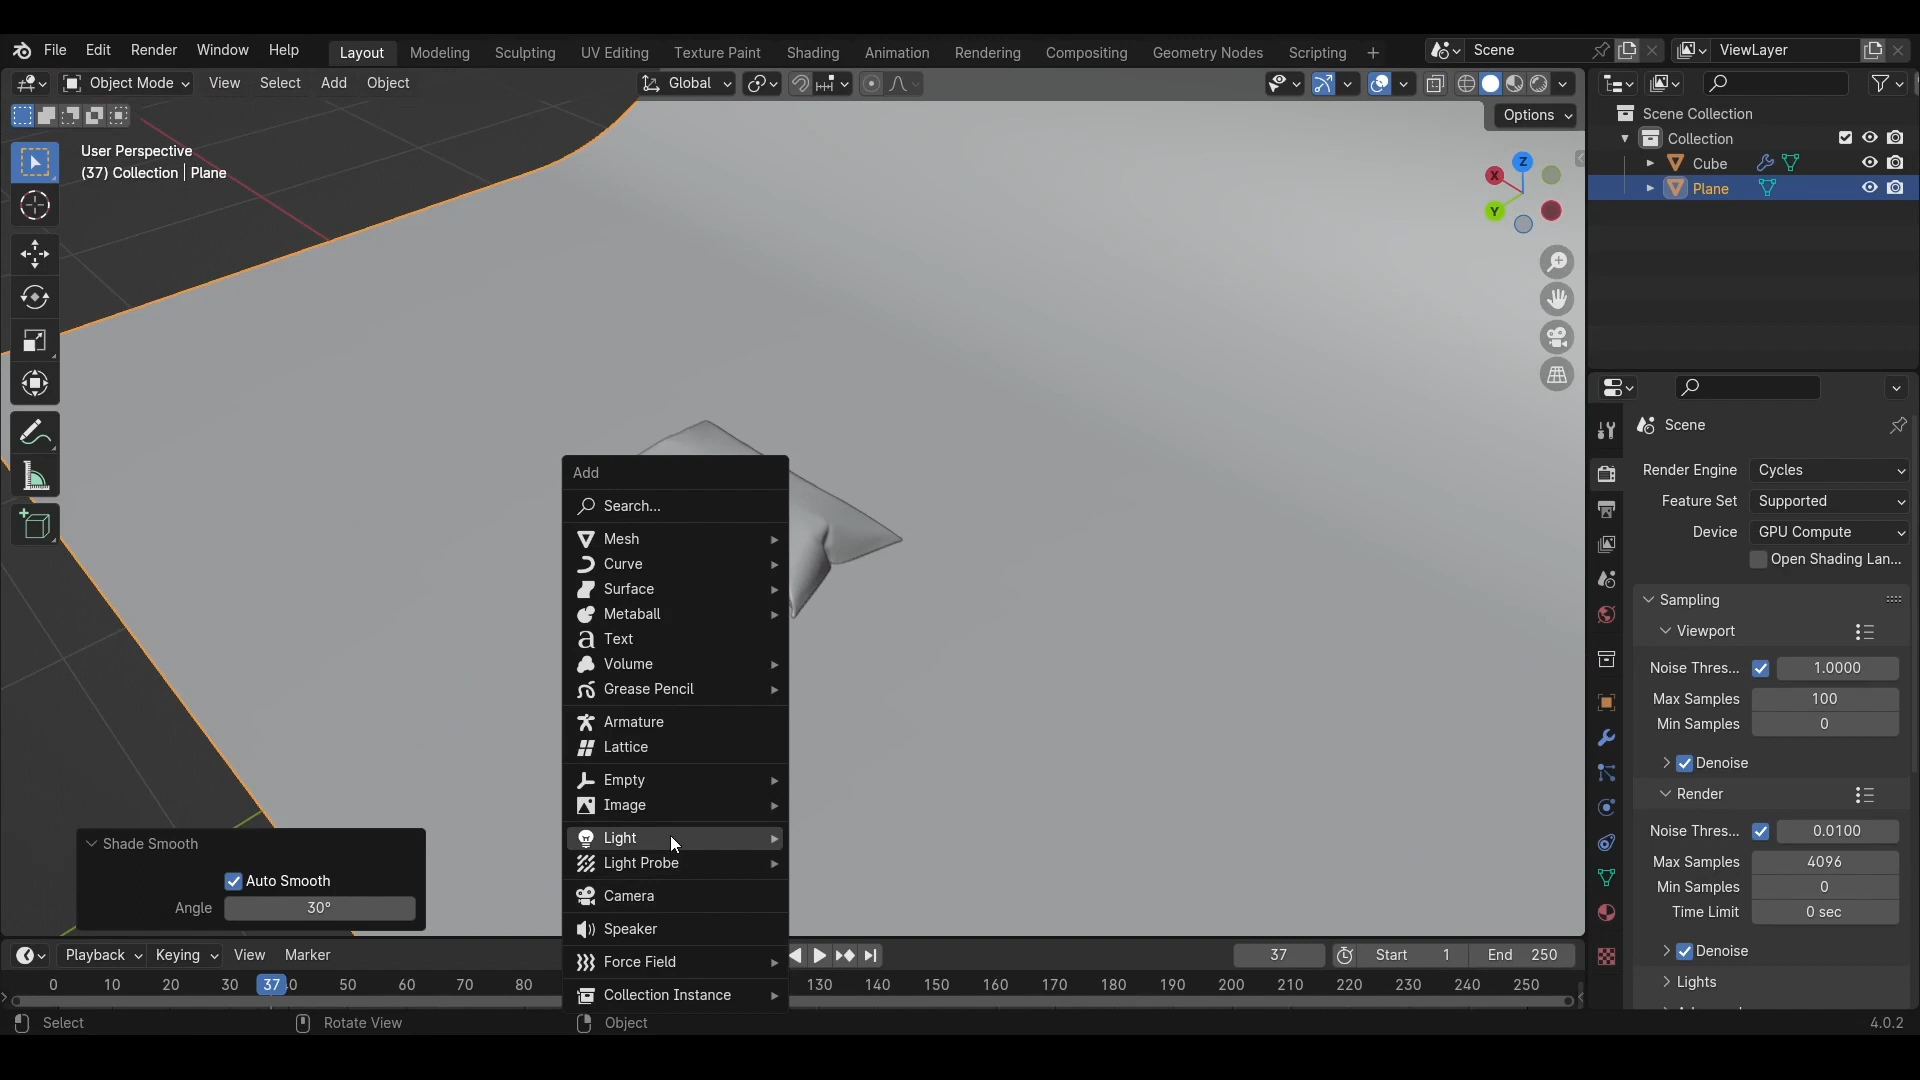 File Edit Render Window Help Layout Modeling Sculpting UV Editing Texture Paint Shading Animation Rendering Compositing Geometry Nodes Scripting + Scene ViewLayer
Object Mode View Select Add Object Global
Options
User Perspective
(37) Collection | Plane
Z
X
Y
Scene Collection
Collection
Cube
Plane
Scene
Render Engine Cycles
Feature Set Supported
Device GPU Compute
Open Shading Lan...
Sampling
Viewport
Noise Thres... 1.0000
Max Samples 100
Min Samples 0
Denoise
Render
Noise Thres... 0.0100
Max Samples 4096
Min Samples 0
Time Limit 0 sec
Denoise
Lights
Add
Search...
Mesh
Curve
Surface
Metaball
Text
Volume
Grease Pencil
Armature
Lattice
Empty
Image
Light
Light Probe
Camera
Speaker
Force Field
Collection Instance
Shade Smooth
Auto Smooth
Angle 30°
Playback Keying View Marker 37 Start 1 End 250
0 10 20 30 37 50 60 70 80 130 140 150 160 170 180 190 200 210 220 230 240 250
Select Rotate View Object 4.0.2